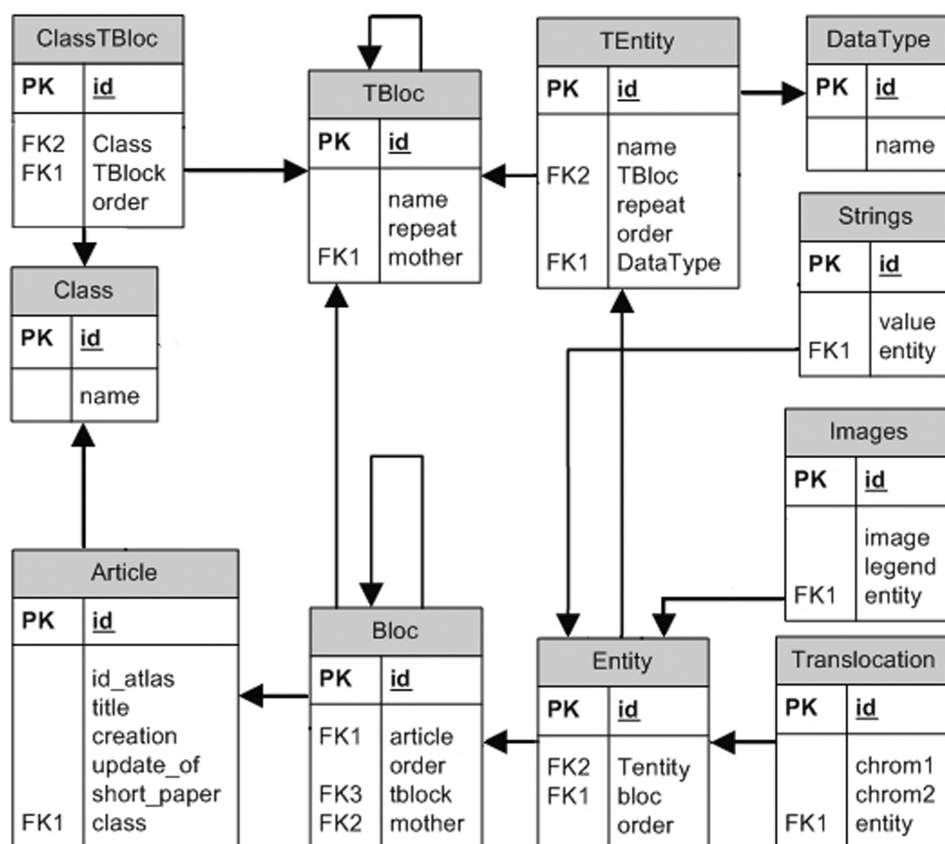 ClassTBloc
PK id
FK2 Class
FK1 TBlock
order
TBloc
PK id
name
repeat
FK1 mother
TEntity
PK id
name
FK2 TBloc
repeat
order
FK1 DataType
DataType
PK id
name
Strings
PK id
value
FK1 entity
Class
PK id
name
Images
PK id
image
legend
FK1 entity
Article
PK id
id_atlas
title
creation
update_of
short_paper
FK1 class
Bloc
PK id
FK1 article
order
FK3 tblock
FK2 mother
Entity
PK id
FK2 Tentity
FK1 bloc
order
Translocation
PK id
chrom1
chrom2
FK1 entity